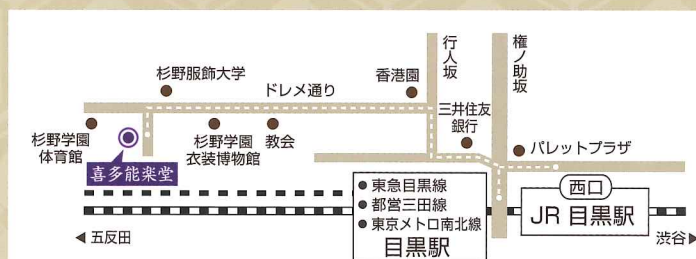 行人坂
権ノ助坂
杉野服飾大学
ドレメ通り
香港園
三井住友
銀行
杉野学園
体育館
杉野学園
衣装博物館
教会
パレットプラザ
喜多能楽堂
西口
JR 目黒駅
● 東急目黒線
● 都営三田線
● 東京メトロ南北線
目黒駅
◀ 五反田
渋谷 ▶